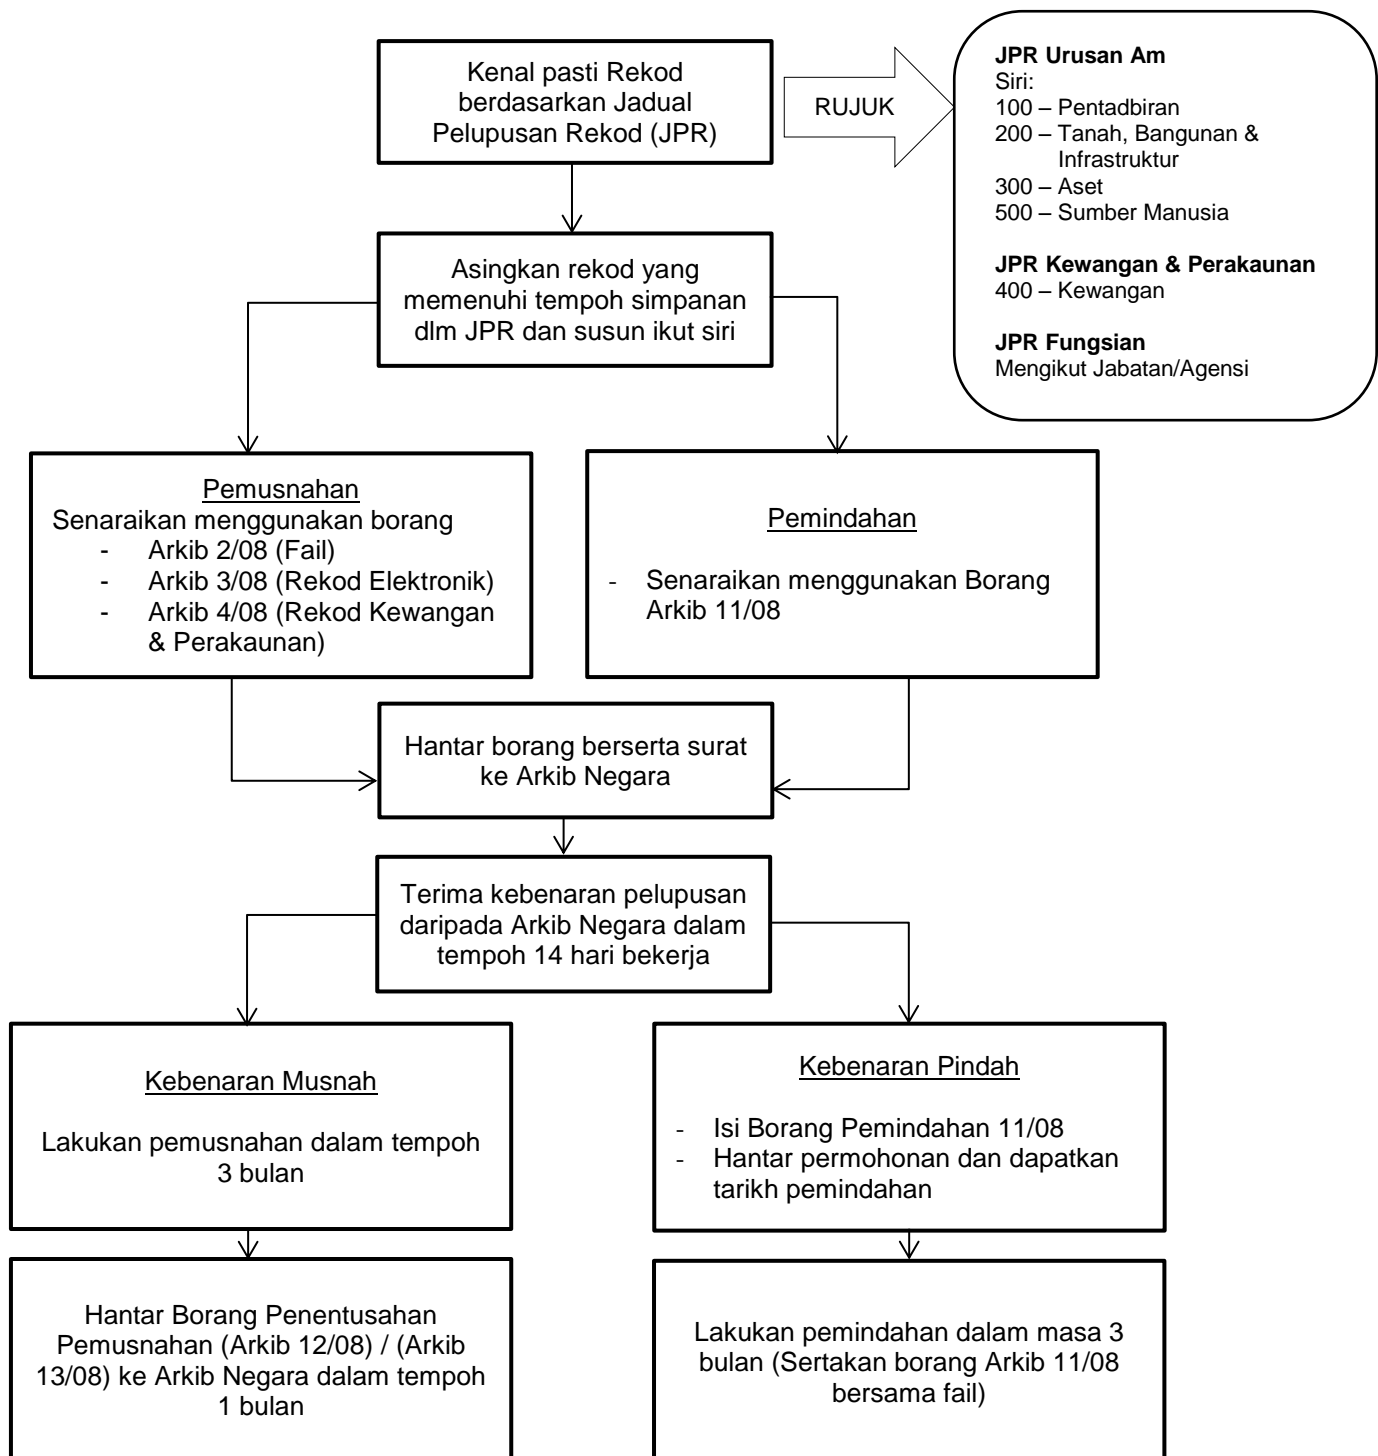 Kenal pasti Rekod
berdasarkan Jadual
Pelupusan Rekod (JPR)
RUJUK
JPR Urusan Am
Siri:
100 – Pentadbiran
200 – Tanah, Bangunan &
Infrastruktur
300 – Aset
500 – Sumber Manusia
JPR Kewangan & Perakaunan
400 – Kewangan
JPR Fungsian
Mengikut Jabatan/Agensi
Asingkan rekod yang
memenuhi tempoh simpanan
dlm JPR dan susun ikut siri
Pemusnahan
Senaraikan menggunakan borang
- Arkib 2/08 (Fail)
- Arkib 3/08 (Rekod Elektronik)
- Arkib 4/08 (Rekod Kewangan
& Perakaunan)
Pemindahan
- Senaraikan menggunakan Borang
Arkib 11/08
Hantar borang berserta surat
ke Arkib Negara
Terima kebenaran pelupusan
daripada Arkib Negara dalam
tempoh 14 hari bekerja
Kebenaran Musnah
Lakukan pemusnahan dalam tempoh
3 bulan
Kebenaran Pindah
- Isi Borang Pemindahan 11/08
- Hantar permohonan dan dapatkan
tarikh pemindahan
Hantar Borang Penentusahan
Pemusnahan (Arkib 12/08) / (Arkib
13/08) ke Arkib Negara dalam tempoh
1 bulan
Lakukan pemindahan dalam masa 3
bulan (Sertakan borang Arkib 11/08
bersama fail)